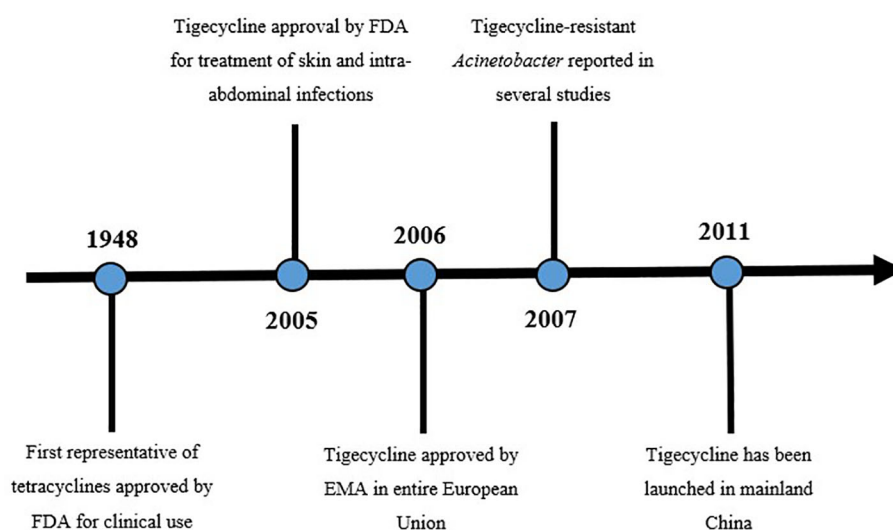 Tigecycline approval by FDA
for treatment of skin and intra-
abdominal infections
Tigecycline-resistant
Acinetobacter reported in
several studies
1948
2005
2006
2007
2011
First representative of
tetracyclines approved by
FDA for clinical use
Tigecycline approved by
EMA in entire European
Union
Tigecycline has been
launched in mainland
China